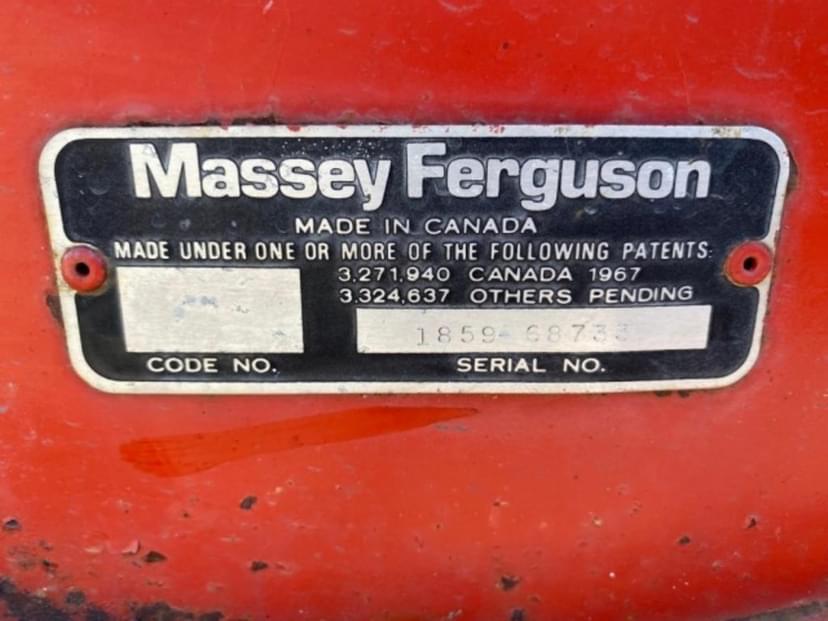 Massey Ferguson
MADE IN CANADA
MADE UNDER ONE OR MORE OF THE FOLLOWING PATENTS:
3,271,940 CANADA 1967
3,324,637 OTHERS PENDING
1859-68733
CODE NO.
SERIAL NO.